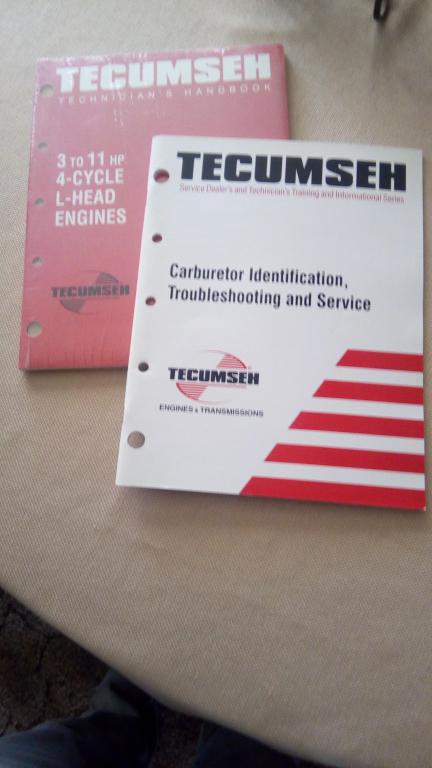 TECUMSEH
TECHNICIAN'S HANDBOOK
3 TO 11 HP
4-CYCLE
L-HEAD
ENGINES
TECUMSEH
TECUMSEH
Service Dealer's and Technician's Training and Informational Series
Carburetor Identification,
Troubleshooting and Service
TECUMSEH
ENGINES & TRANSMISSIONS